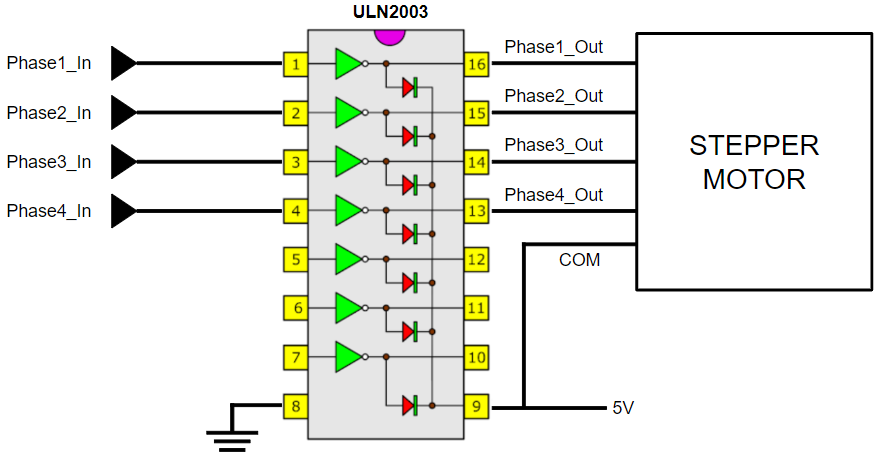 ULN2003
Phase1_In
1
16
Phase1_Out
Phase2_In
2
15
Phase2_Out
Phase3_In
3
14
Phase3_Out
Phase4_In
4
13
Phase4_Out
STEPPER
MOTOR
5
12
COM
6
11
7
10
8
9
5V